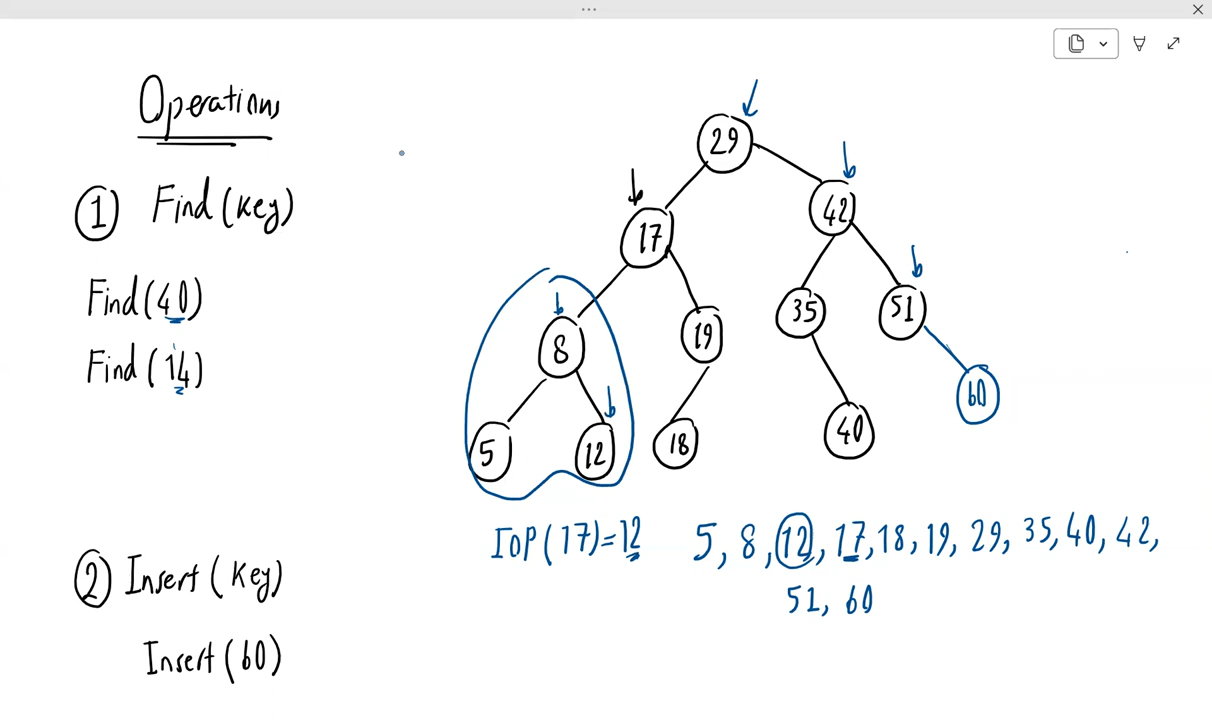 Operations
① Find(Key)
Find(40)
Find(14)
② Insert(Key)
Insert(60)
29
17
42
8
19
35
51
5
12
18
40
60
IOP(17)=12
5, 8, 12, 17, 18, 19, 29, 35, 40, 42,
51, 60